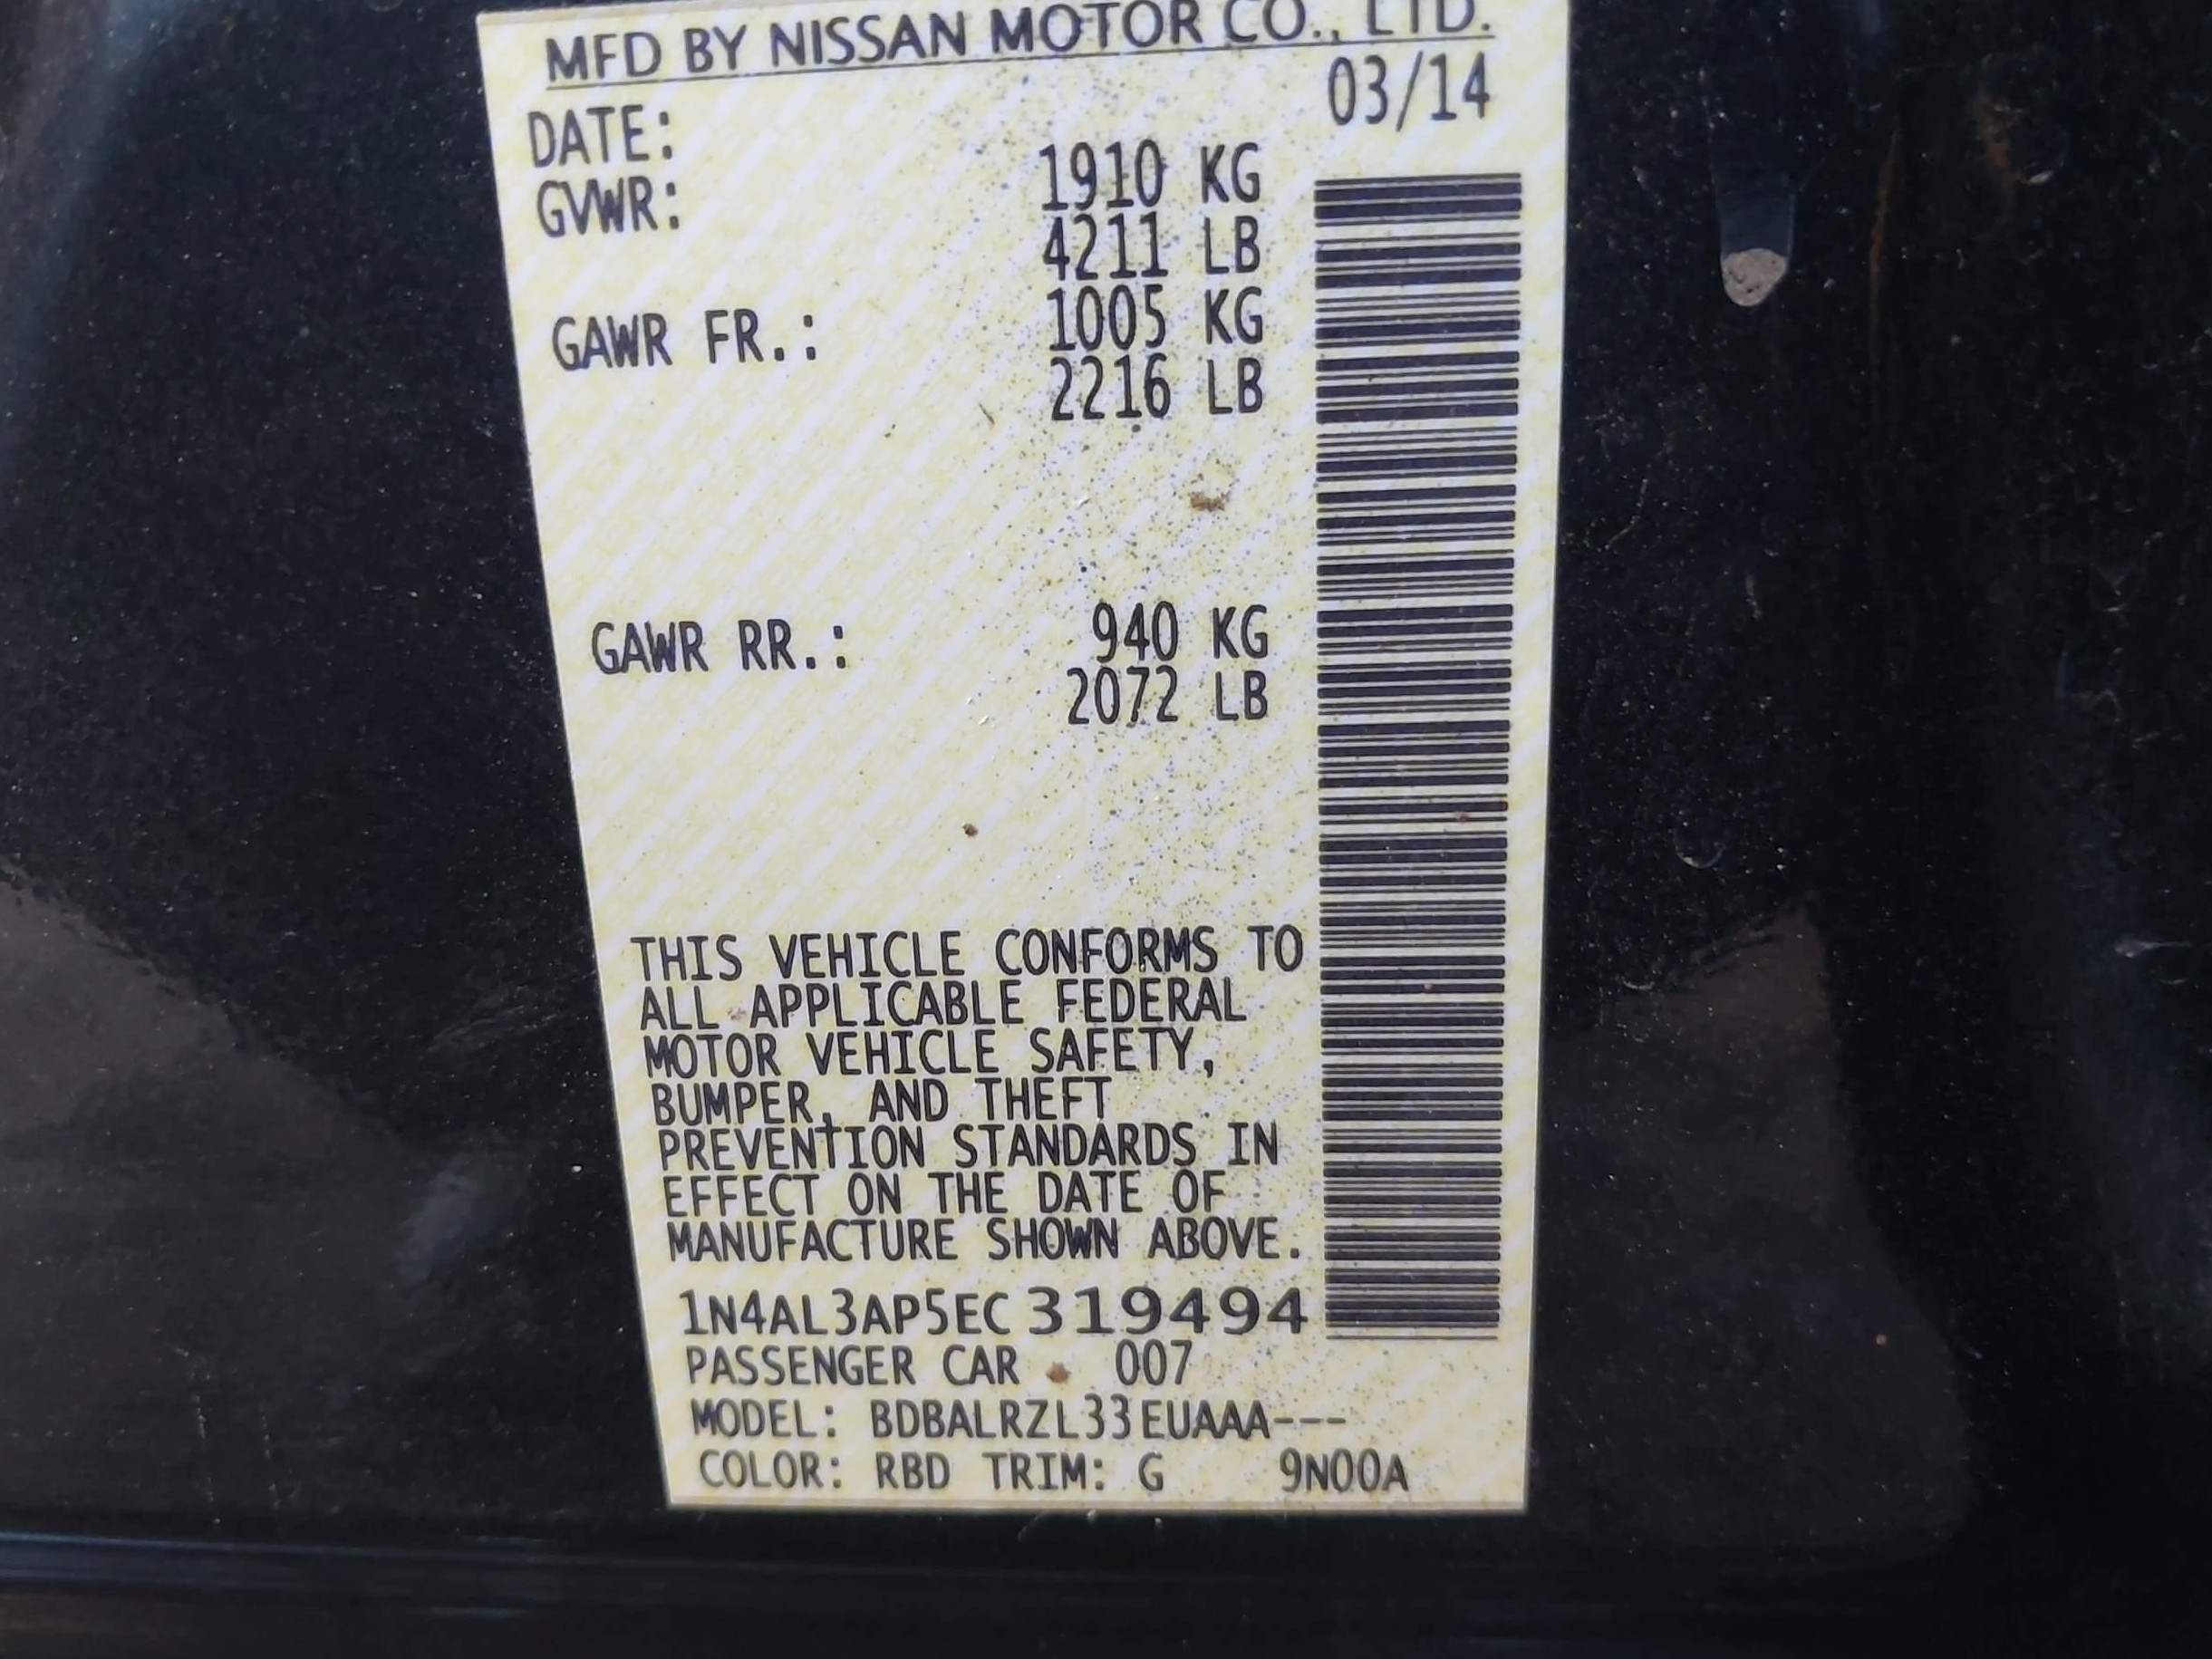 MFD BY NISSAN MOTOR CO., LTD.
DATE: 03/14
GVWR: 1910 KG
4211 LB
GAWR FR.: 1005 KG
2216 LB
GAWR RR.: 940 KG
2072 LB
THIS VEHICLE CONFORMS TO
ALL APPLICABLE FEDERAL
MOTOR VEHICLE SAFETY,
BUMPER, AND THEFT
PREVENTION STANDARDS IN
EFFECT ON THE DATE OF
MANUFACTURE SHOWN ABOVE.
1N4AL3AP5EC319494
PASSENGER CAR 007
MODEL: BDBALRZL33EUAAA---
COLOR: RBD TRIM: G 9N00A